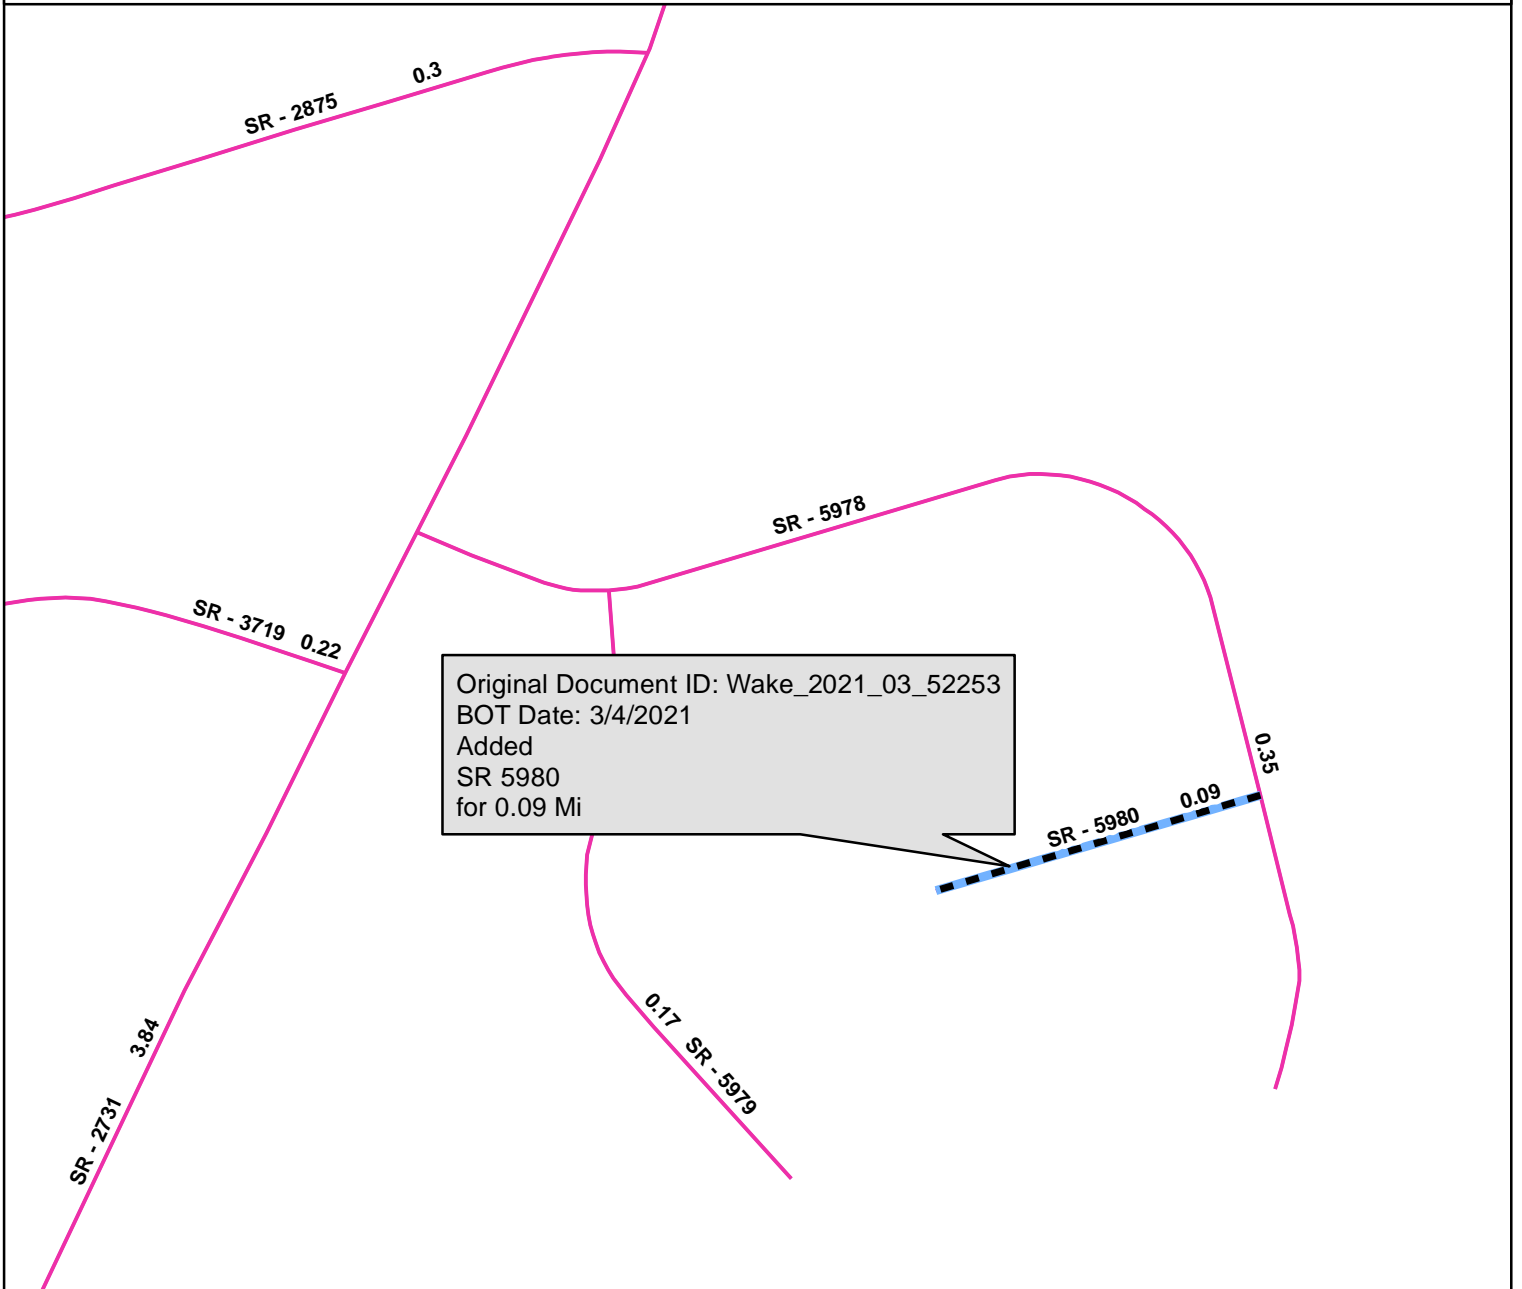 0.3
SR - 2875
SR - 5978
SR - 3719 0.22
Original Document ID: Wake_2021_03_52253
BOT Date: 3/4/2021
Added
SR 5980
for 0.09 Mi
0.35
SR - 5980 0.09
0.17 SR - 5979
SR - 2731 3.84